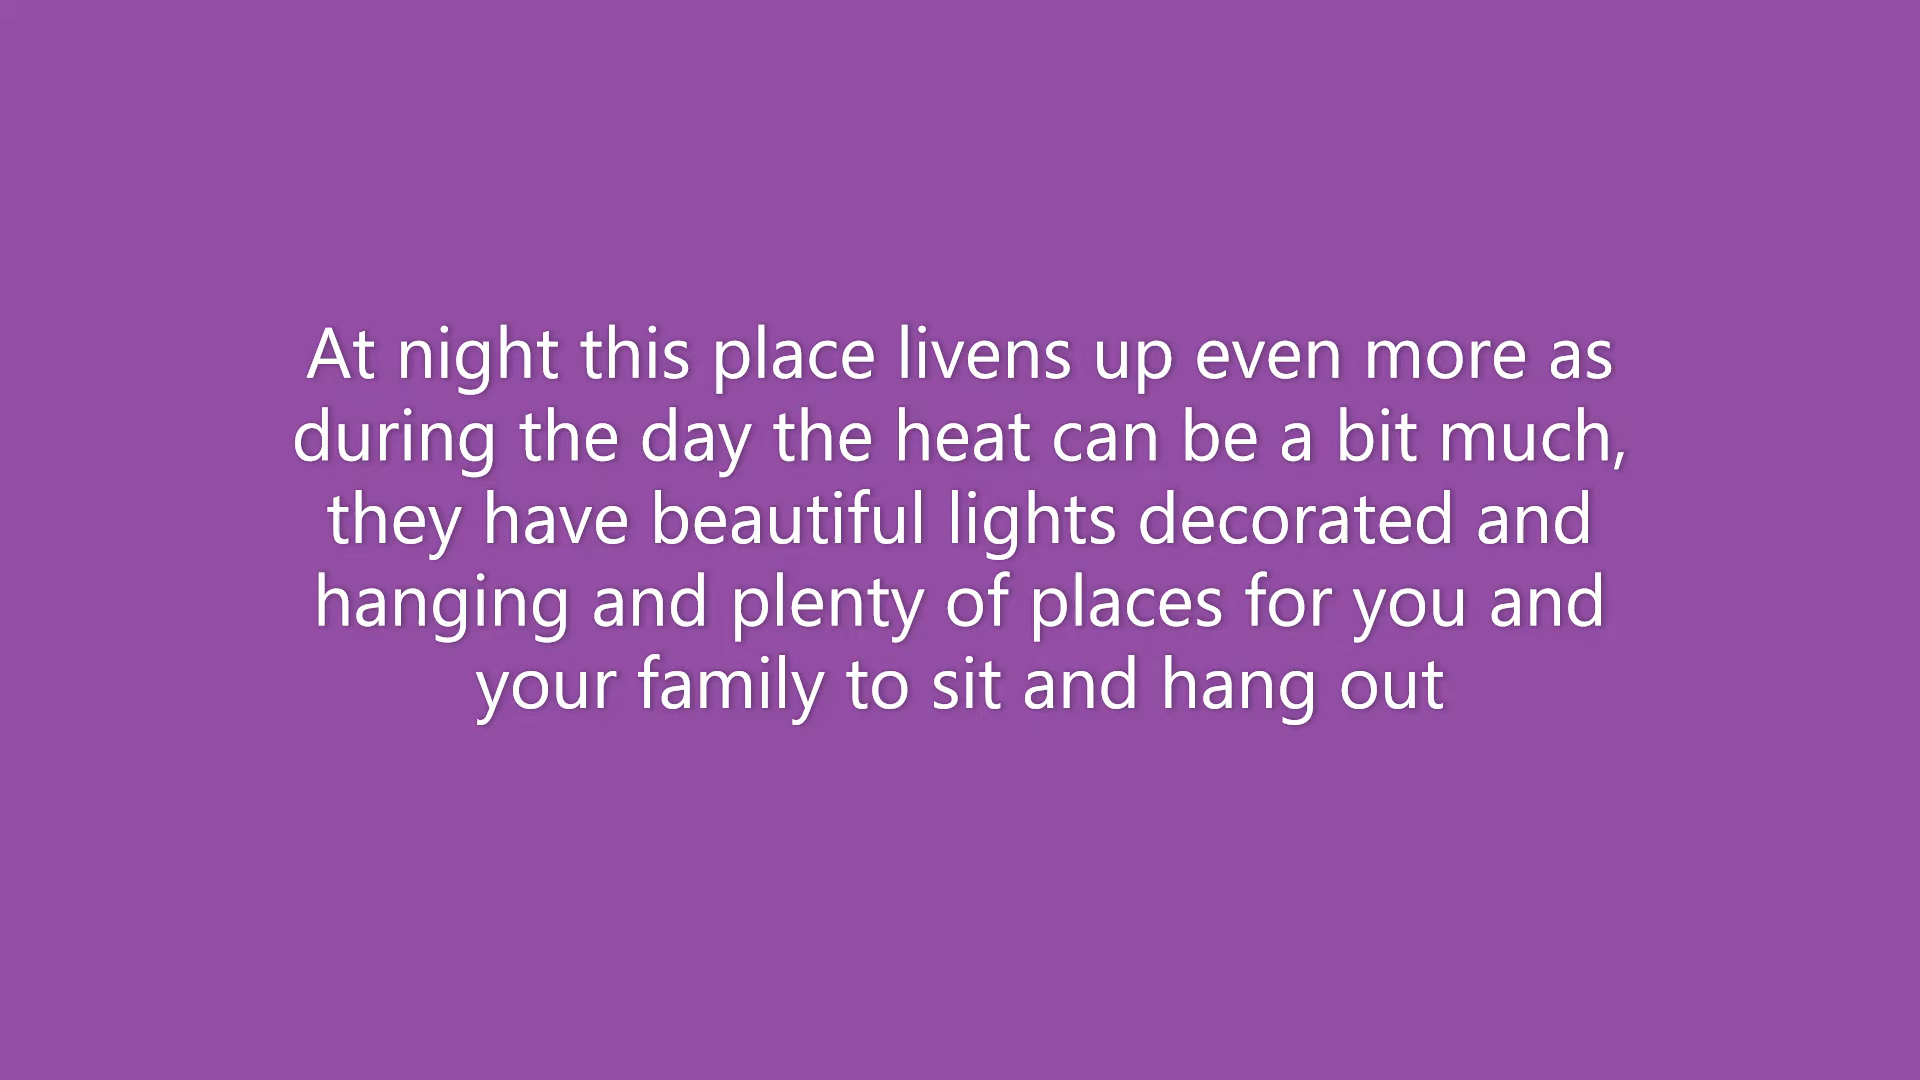 At night this place livens up even more as
during the day the heat can be a bit much,
they have beautiful lights decorated and
hanging and plenty of places for you and
your family to sit and hang out